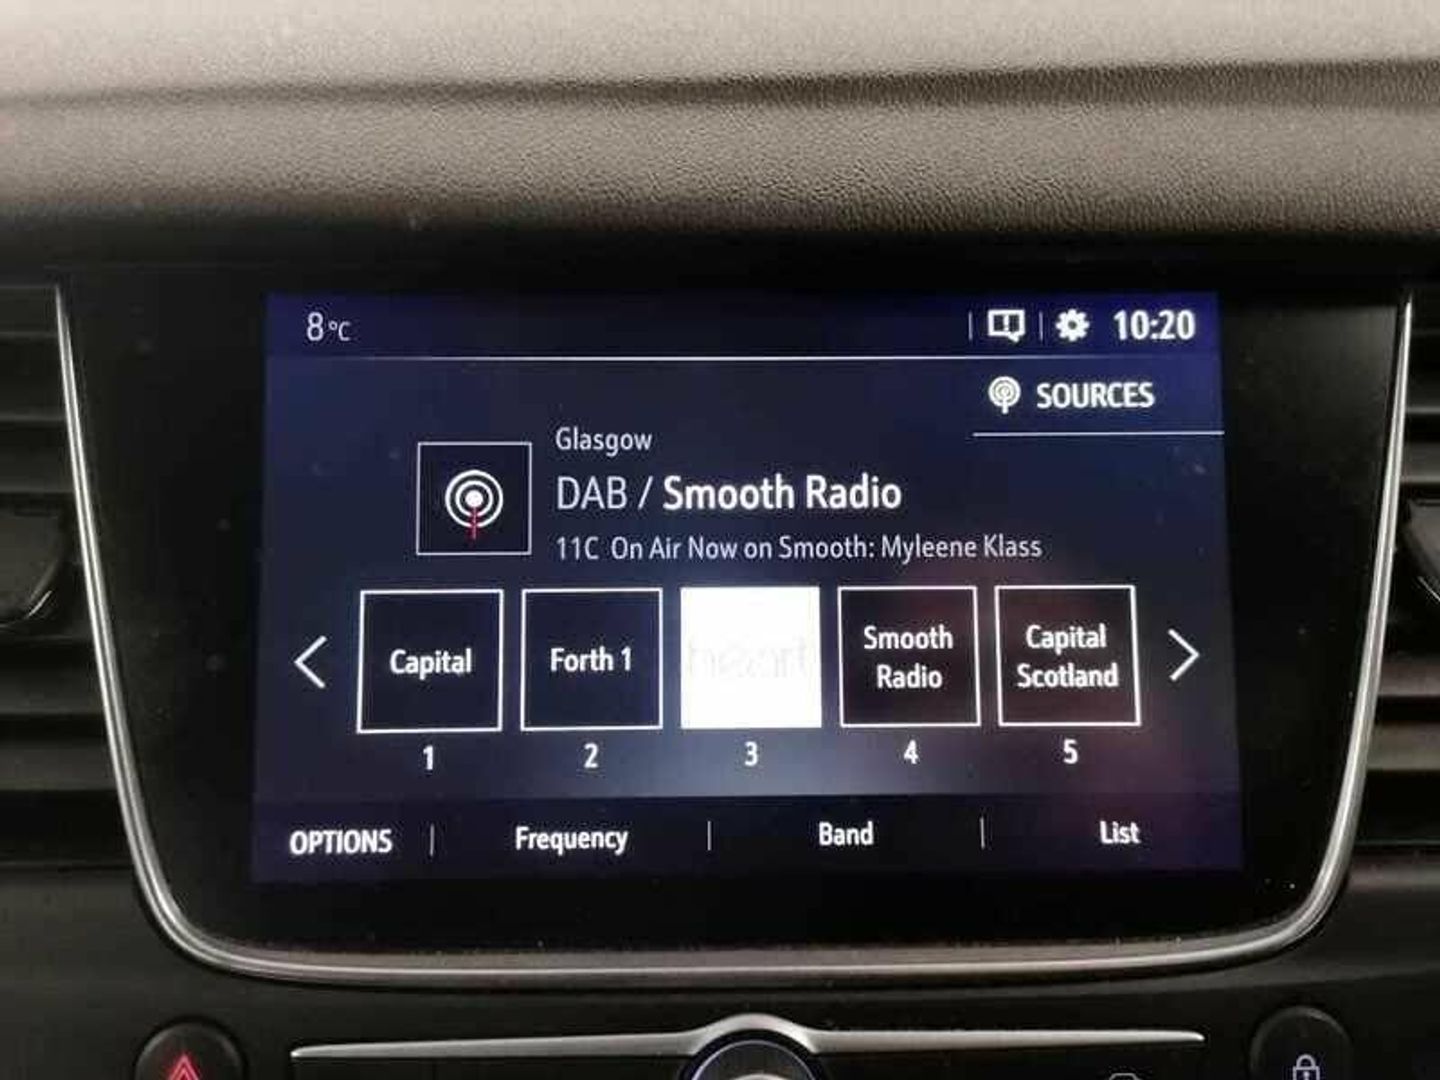 8°C
10:20
SOURCES
Glasgow
DAB / Smooth Radio
11C On Air Now on Smooth: Myleene Klass
Capital
Forth 1
Smooth
Radio
Capital
Scotland
1
2
3
4
5
OPTIONS
Frequency
Band
List